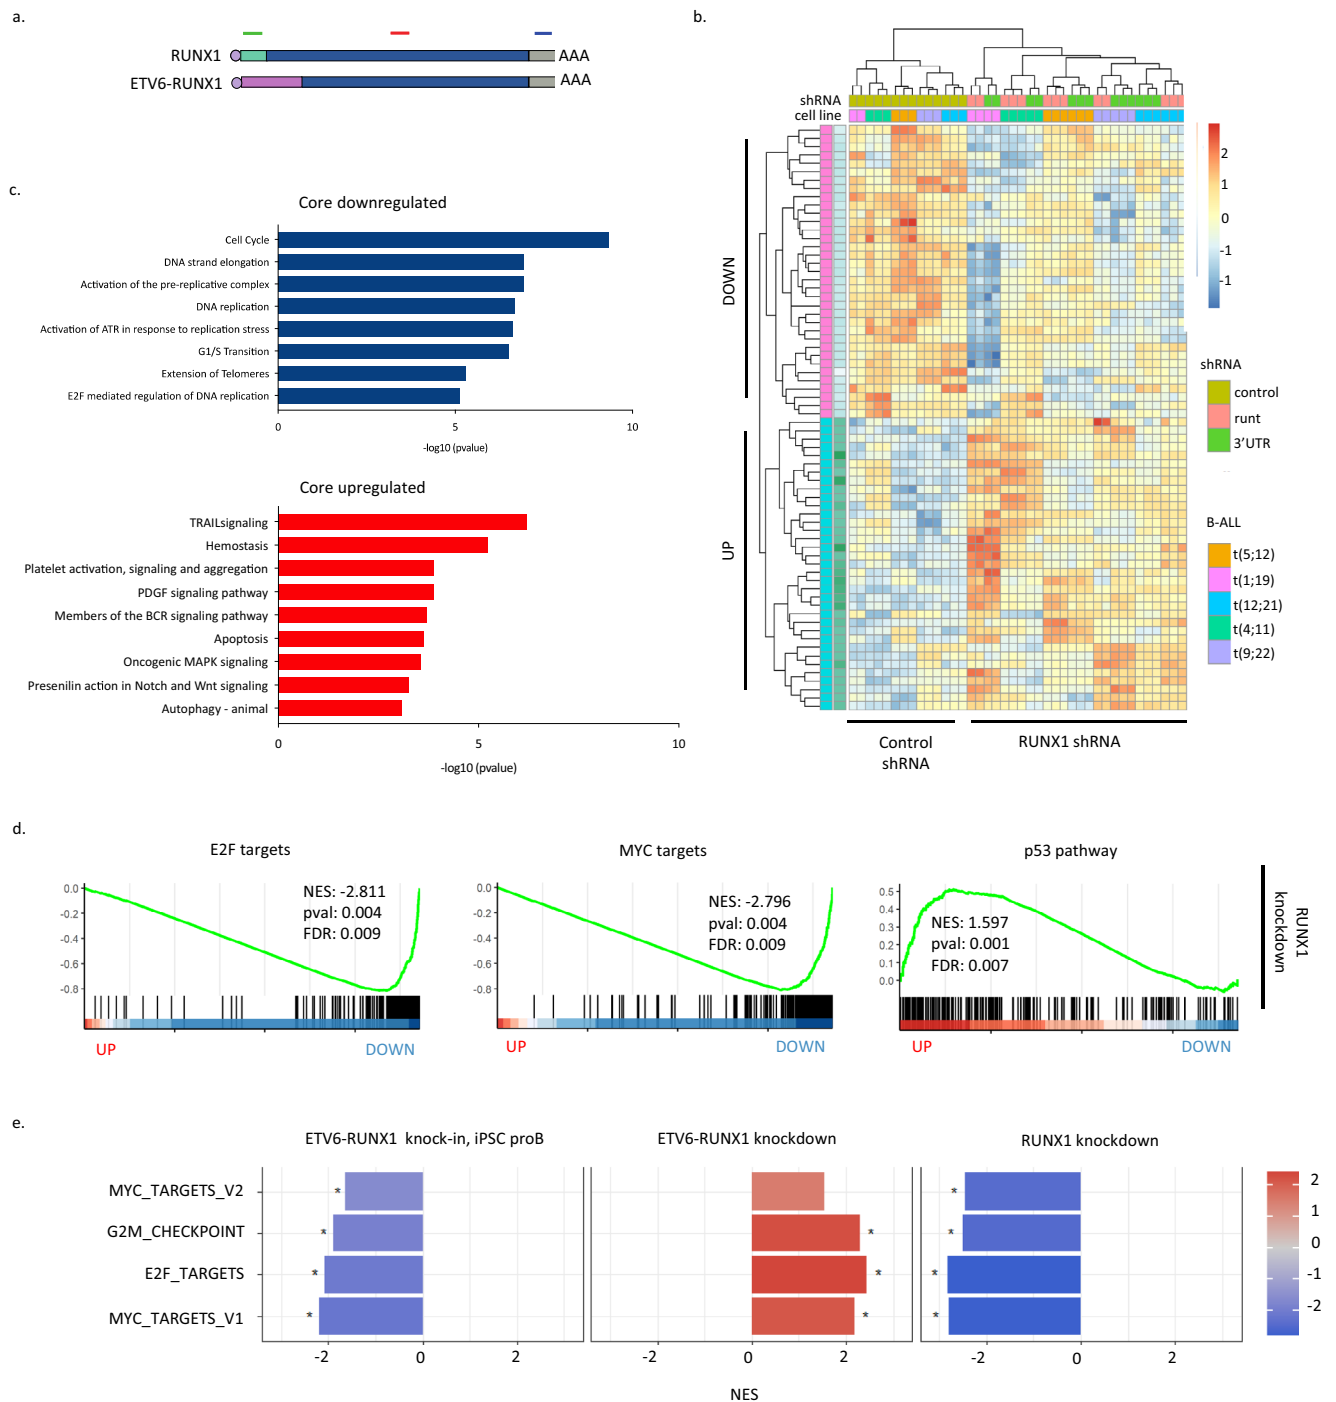 a.
RUNX1
AAA
ETV6-RUNX1
AAA
b.
shRNA
cell line
DOWN
UP
2
1
0
-1
-1
shRNA
control
runt
3'UTR
B-ALL
t(5;12)
t(1;19)
t(12;21)
t(4;11)
t(9;22)
Control
shRNA
RUNX1 shRNA
c.
Core downregulated
Cell Cycle
DNA strand elongation
Activation of the pre-replicative complex
DNA replication
Activation of ATR in response to replication stress
G1/S Transition
Extension of Telomeres
E2F mediated regulation of DNA replication
0 5 10
-log10 (pvalue)
Core upregulated
TRAILsignaling
Hemostasis
Platelet activation, signaling and aggregation
PDGF signaling pathway
Members of the BCR signaling pathway
Apoptosis
Oncogenic MAPK signaling
Presenilin action in Notch and Wnt signaling
Autophagy - animal
0 5 10
-log10 (pvalue)
d.
E2F targets
0.0
-0.2
-0.4
-0.6
-0.8
NES: -2.811
pval: 0.004
FDR: 0.009
UP DOWN
MYC targets
0.0
-0.2
-0.4
-0.6
-0.8
NES: -2.796
pval: 0.004
FDR: 0.009
UP DOWN
p53 pathway
0.5
0.4
0.3
0.2
0.1
0.0
NES: 1.597
pval: 0.001
FDR: 0.007
UP DOWN
RUNX1
knockdown
e.
ETV6-RUNX1 knock-in, iPSC proB
ETV6-RUNX1 knockdown
RUNX1 knockdown
MYC_TARGETS_V2
* *
G2M_CHECKPOINT
* * *
E2F_TARGETS
* * *
MYC_TARGETS_V1
* * *
-2 0 2
-2 0 2
-2 0 2
NES
2
1
0
-1
-2